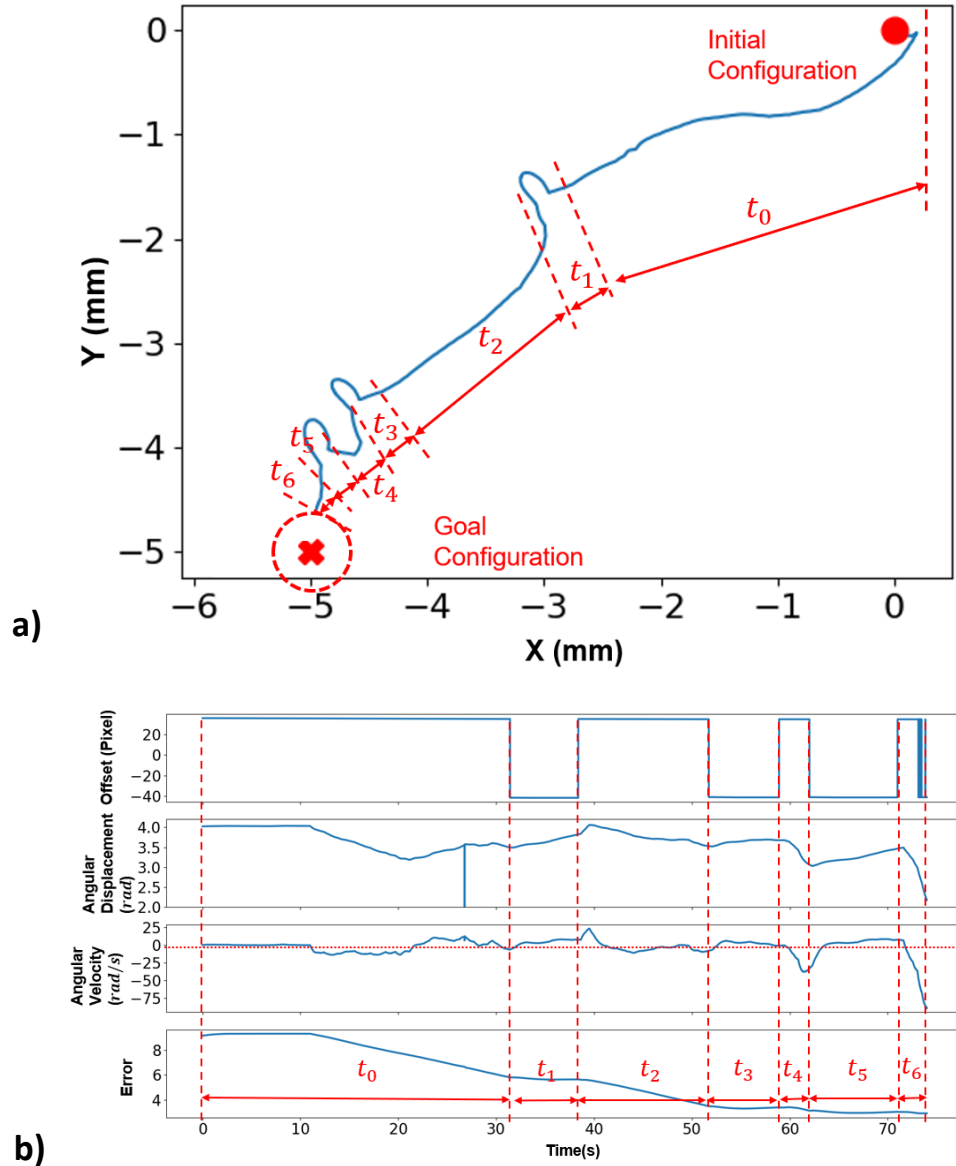 0
Initial
Configuration
−1
t0
−2
t1
Y (mm)
t2
−3
t3
−4
t5
t6
t4
Goal
Configuration
−5
−6
−5
−4
−3
−2
−1
0
a)
X (mm)
Offset (Pixel)
20
0
−20
−40
Angular
Displacement
(rad)
4.0
3.5
3.0
2.5
2.0
Angular
Velocity
(rad/s)
25
0
−25
−50
−75
Error
8
6
4
t0
t1
t2
t3
t4
t5
t6
0
10
20
30
40
50
60
70
b)
Time(s)